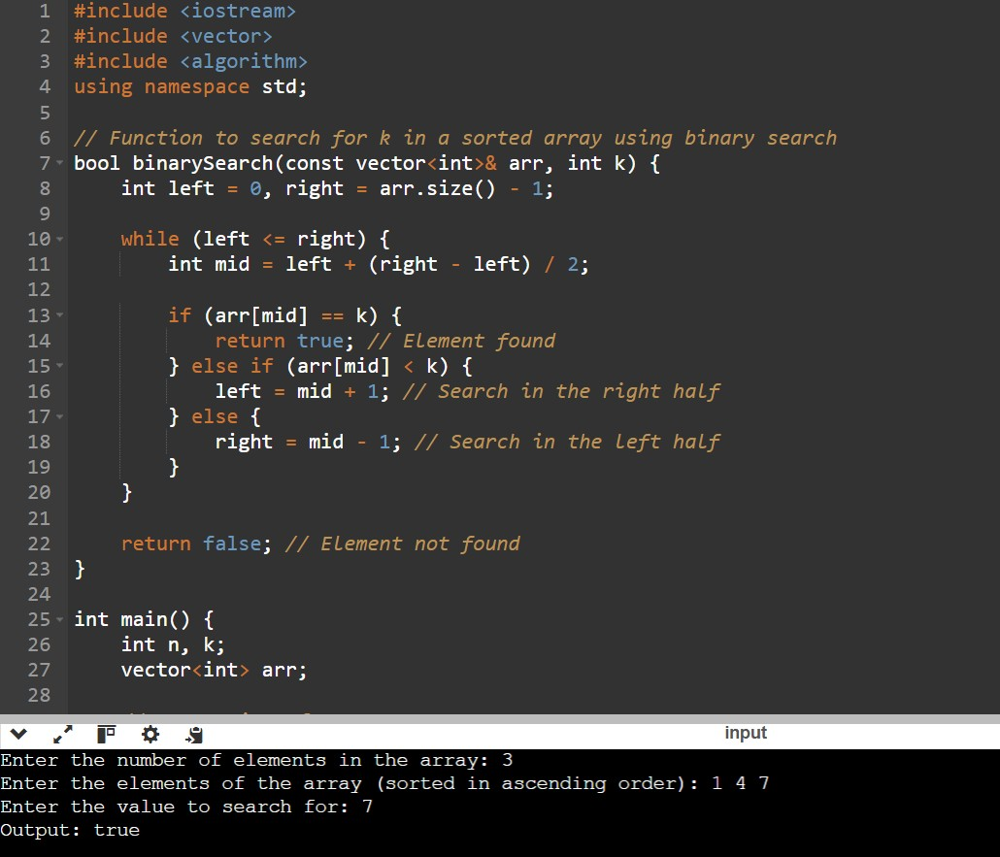 1 #include <iostream>
2 #include <vector>
3 #include <algorithm>
4 using namespace std;
5
6 // Function to search for k in a sorted array using binary search
7 bool binarySearch(const vector<int>& arr, int k) {
8     int left = 0, right = arr.size() - 1;
9
10     while (left <= right) {
11         int mid = left + (right - left) / 2;
12
13         if (arr[mid] == k) {
14             return true; // Element found
15         } else if (arr[mid] < k) {
16             left = mid + 1; // Search in the right half
17         } else {
18             right = mid - 1; // Search in the left half
19         }
20     }
21
22     return false; // Element not found
23 }
24
25 int main() {
26     int n, k;
27     vector<int> arr;
28
input
Enter the number of elements in the array: 3
Enter the elements of the array (sorted in ascending order): 1 4 7
Enter the value to search for: 7
Output: true